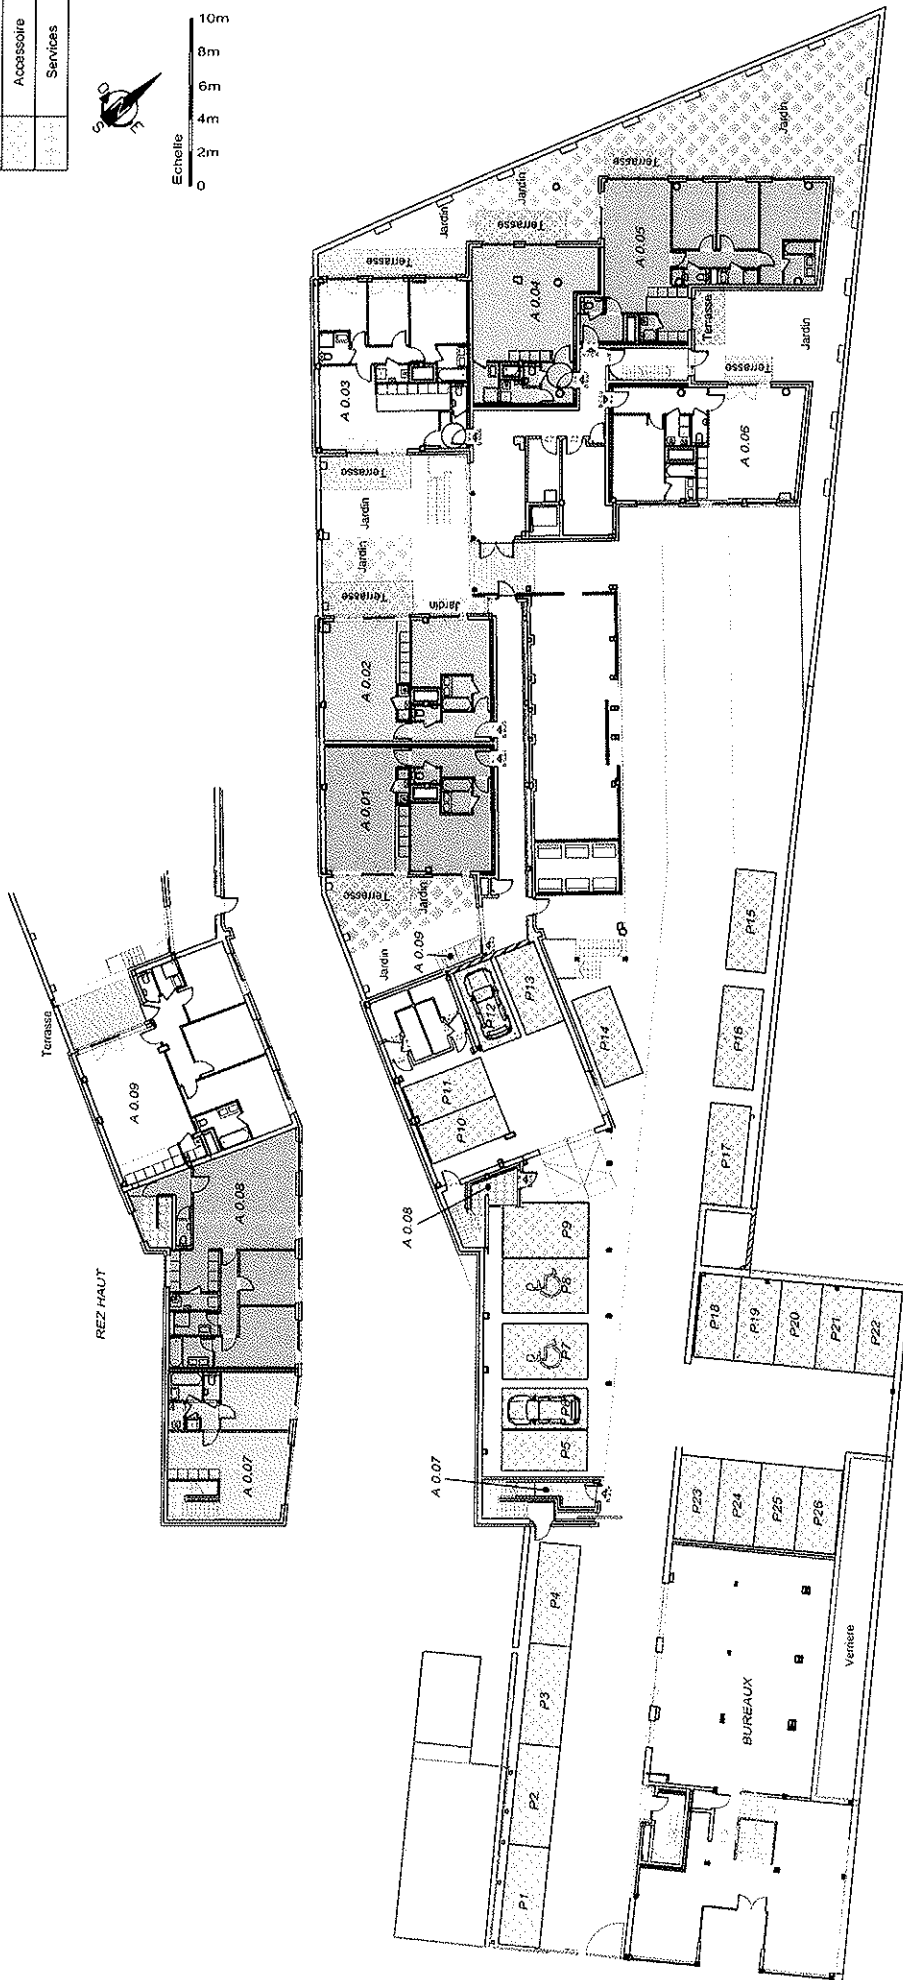 Accessoire
Services
S
O
N
E
Echelle
0
2m
4m
6m
8m
10m
Jardin
Terrasse
Jardin
Terrasse
Jardin
Terrasse
A 0.05
A 0.04
A 0.03
Terrasse
Jardin
Terrasse
A 0.06
Terrasse
Jardin
Jardin
Terrasse
Jardin
A 0.02
A 0.01
Terrasse
Jardin
Jardin
A 0.09
Terrasse
A 0.09
A 0.08
REZ HAUT
A 0.07
P12
P13
P14
P11
P10
P15
P16
P17
A 0.08
P9
P8
P7
P6
P5
A 0.07
P18
P19
P20
P21
P22
P23
P24
P25
P26
P4
P3
P2
P1
BUREAUX
Verriere